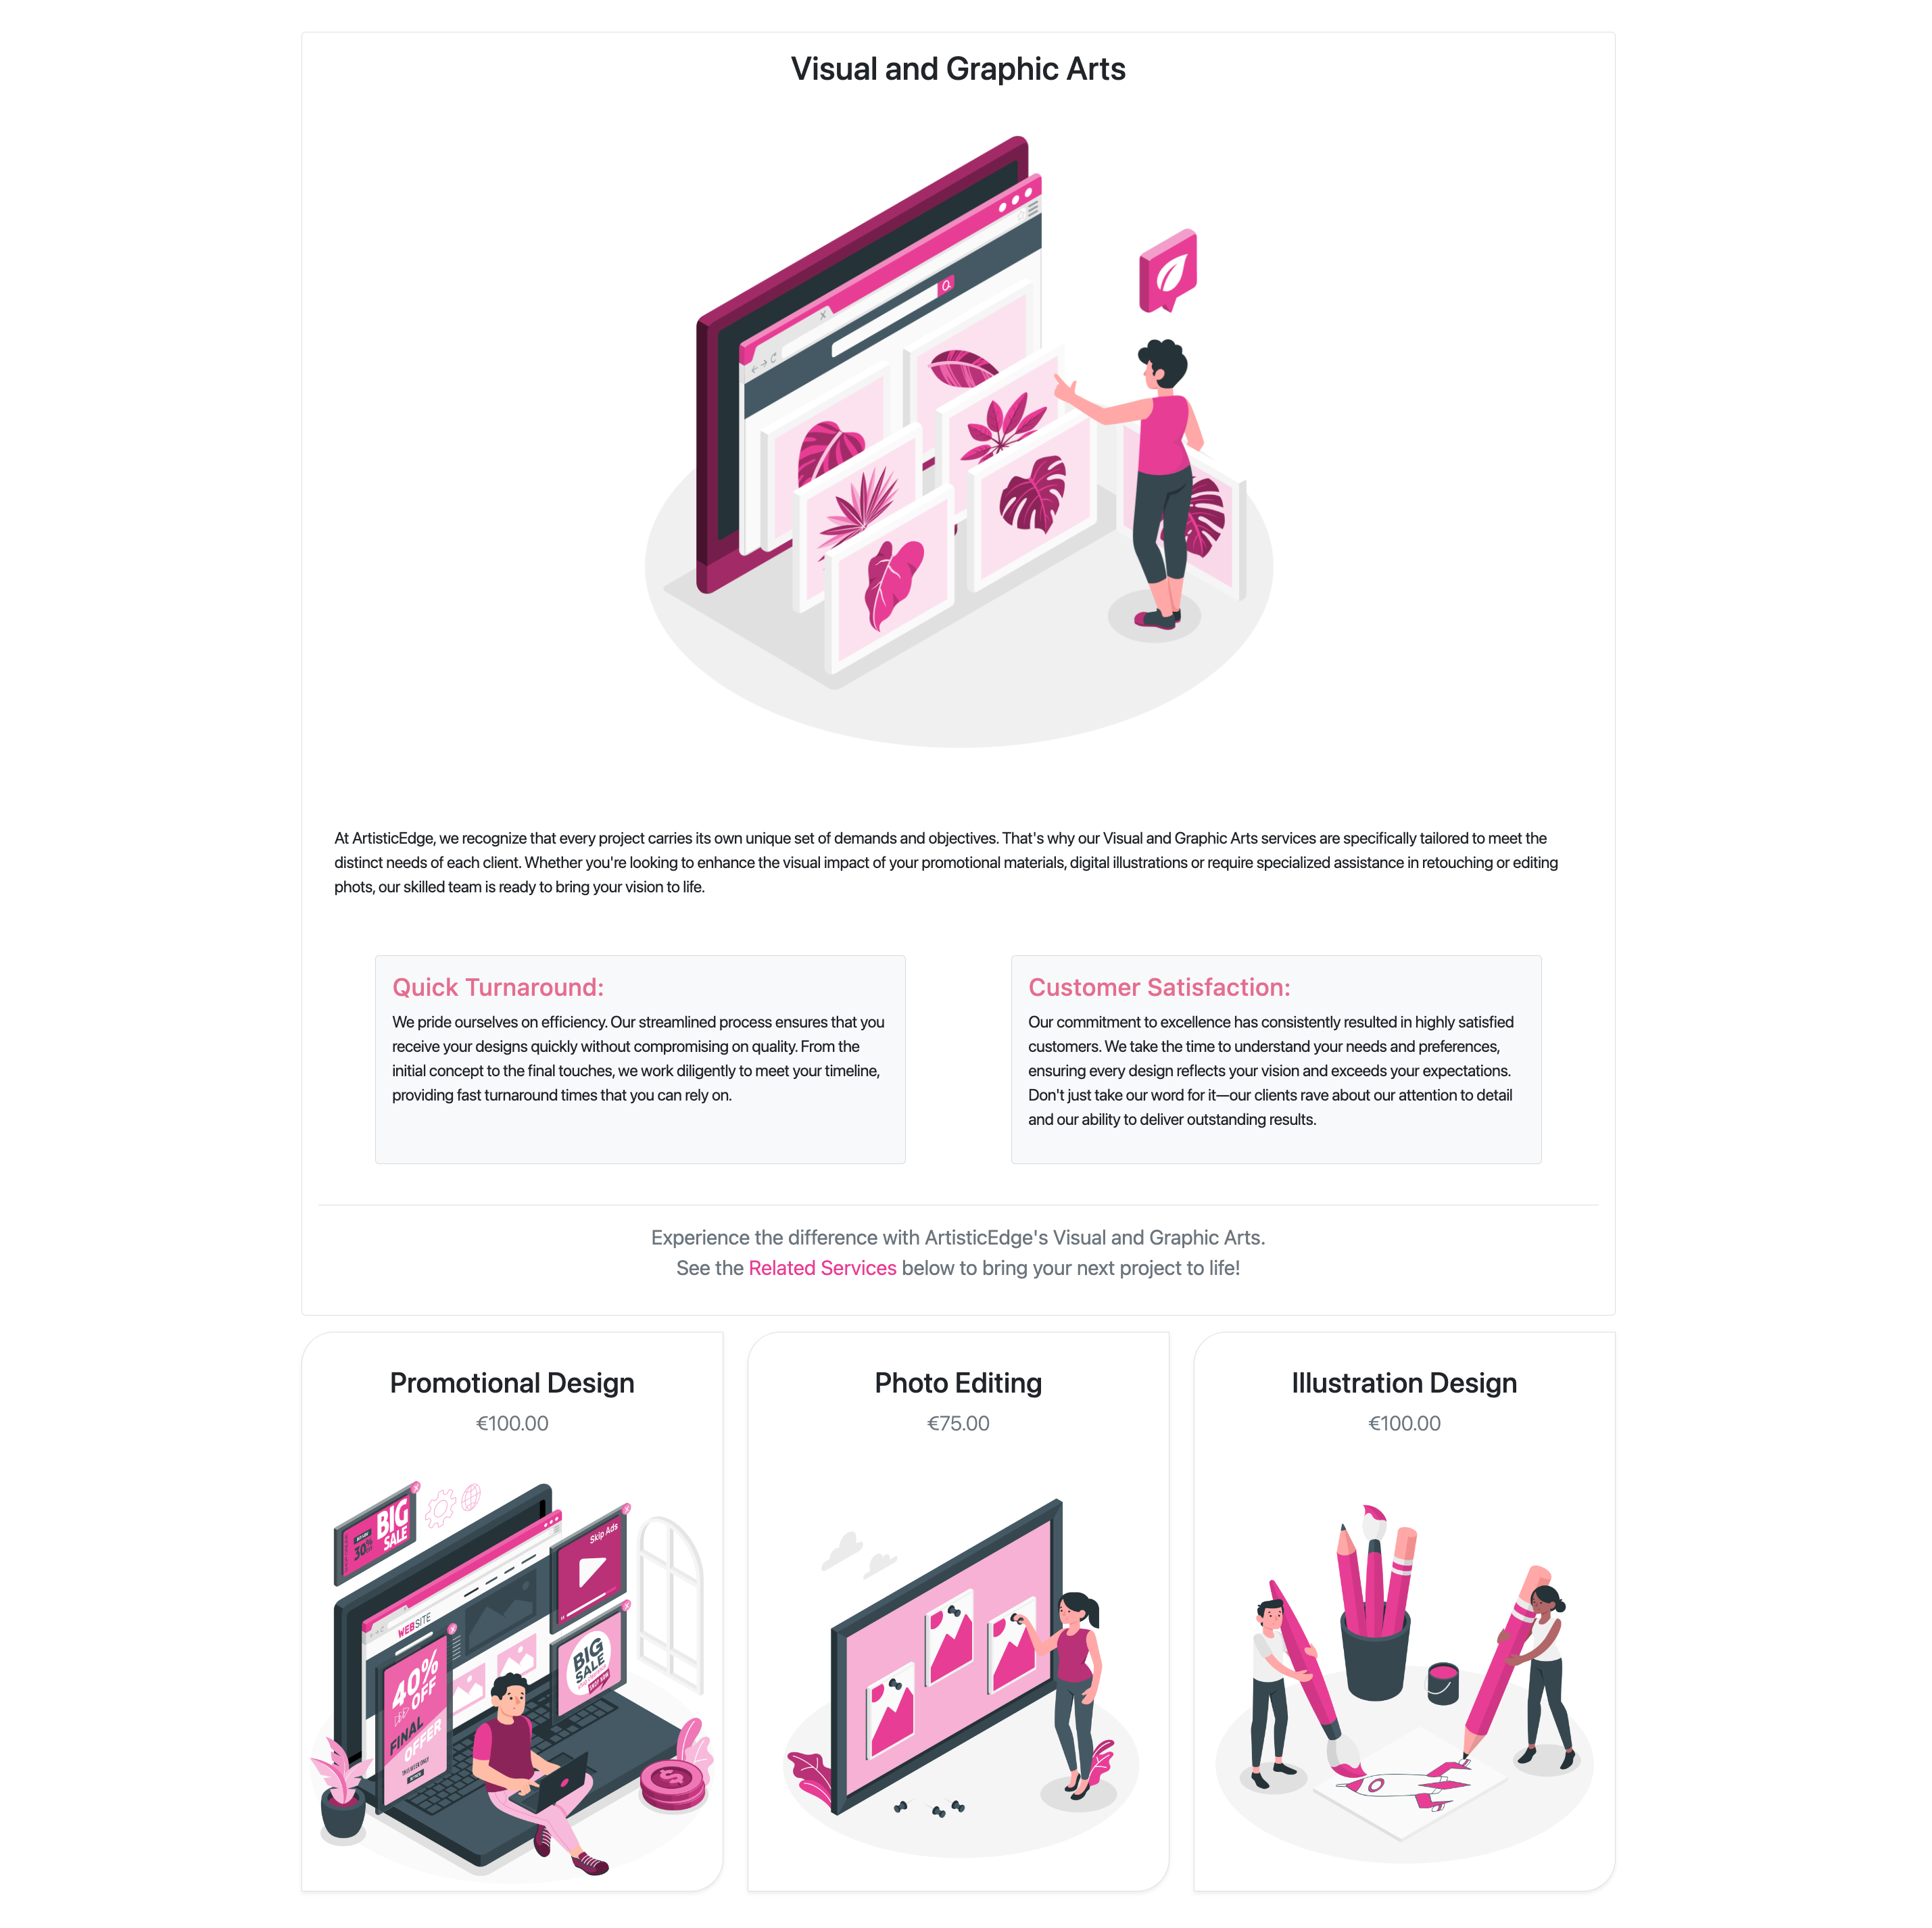 Visual and Graphic Arts
At ArtisticEdge, we recognize that every project carries its own unique set of demands and objectives. That's why our Visual and Graphic Arts services are specifically tailored to meet the
distinct needs of each client. Whether you're looking to enhance the visual impact of your promotional materials, digital illustrations or require specialized assistance in retouching or editing
phots, our skilled team is ready to bring your vision to life.
Quick Turnaround:
We pride ourselves on efficiency. Our streamlined process ensures that you
receive your designs quickly without compromising on quality. From the
initial concept to the final touches, we work diligently to meet your timeline,
providing fast turnaround times that you can rely on.
Customer Satisfaction:
Our commitment to excellence has consistently resulted in highly satisfied
customers. We take the time to understand your needs and preferences,
ensuring every design reflects your vision and exceeds your expectations.
Don't just take our word for it—our clients rave about our attention to detail
and our ability to deliver outstanding results.
Experience the difference with ArtisticEdge's Visual and Graphic Arts.
See the Related Services below to bring your next project to life!
Promotional Design
€100.00
BIG
SALE
30%
Skip Ads
WEBSITE
40%
OFF
FINAL
OFFER
BIG
SALE
Photo Editing
€75.00
Illustration Design
€100.00